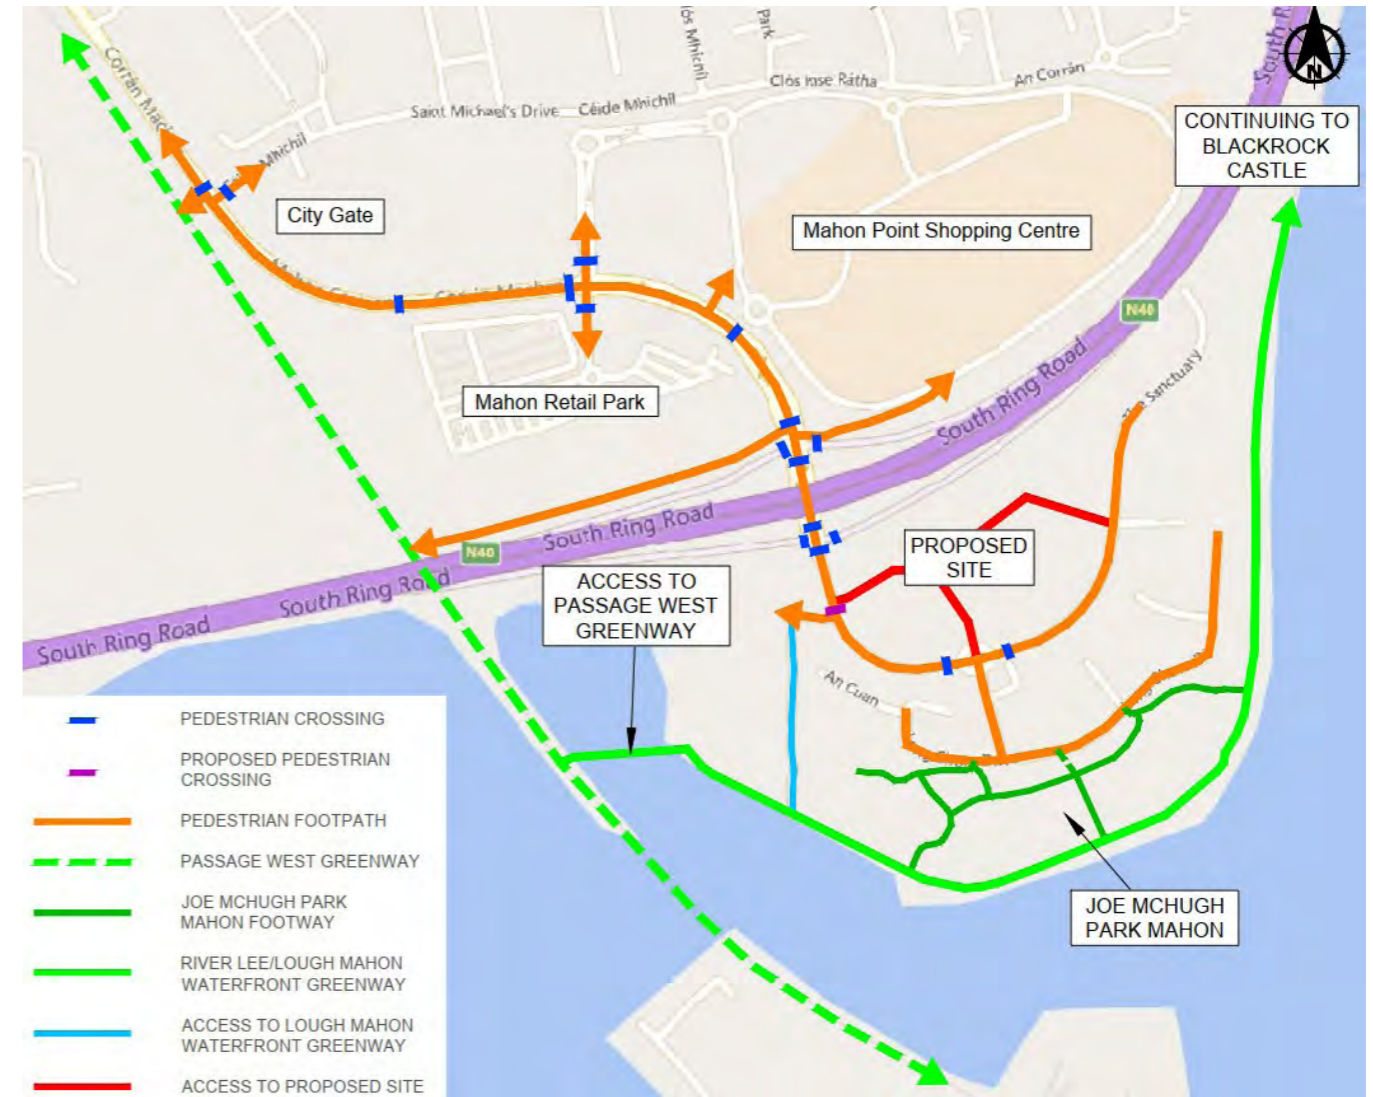 South R
N
CONTINUING TO
BLACKROCK
CASTLE
Park
Clós Íose Rátha
An Corrán
Saint Michael's Drive
Céide Mhichíl
Mhichíl
City Gate
Mahon Point Shopping Centre
N40
Mahon Retail Park
South Ring Road
The Sanctuary
South Ring Road
N40
South Ring Road
South Ring Road
PROPOSED
SITE
ACCESS TO
PASSAGE WEST
GREENWAY
An Cuan
JOE MCHUGH
PARK MAHON
PEDESTRIAN CROSSING
PROPOSED PEDESTRIAN
CROSSING
PEDESTRIAN FOOTPATH
PASSAGE WEST GREENWAY
JOE MCHUGH PARK
MAHON FOOTWAY
RIVER LEE/LOUGH MAHON
WATERFRONT GREENWAY
ACCESS TO LOUGH MAHON
WATERFRONT GREENWAY
ACCESS TO PROPOSED SITE